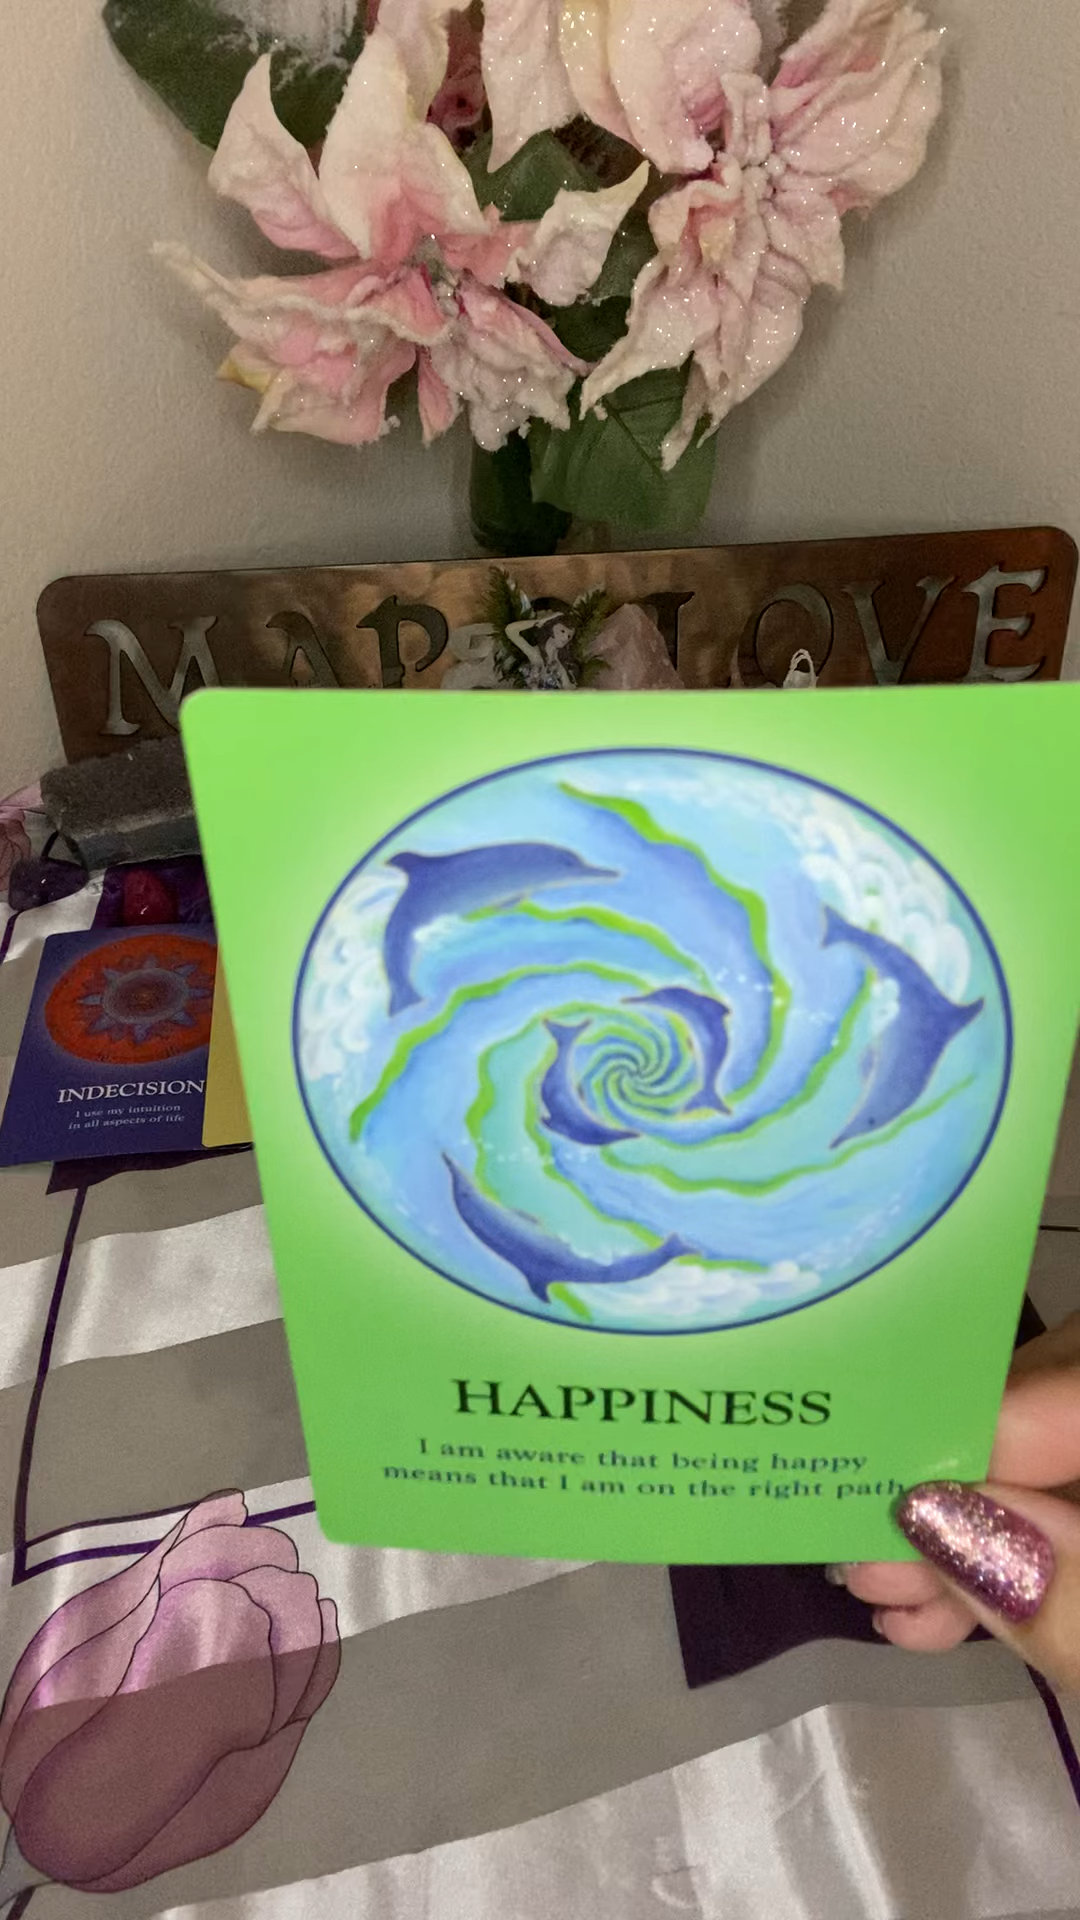 LOVE
HAPPINESS
I am aware that being happy
means that I am on the right path
INDECISION
I use my intuition
in all aspects of life